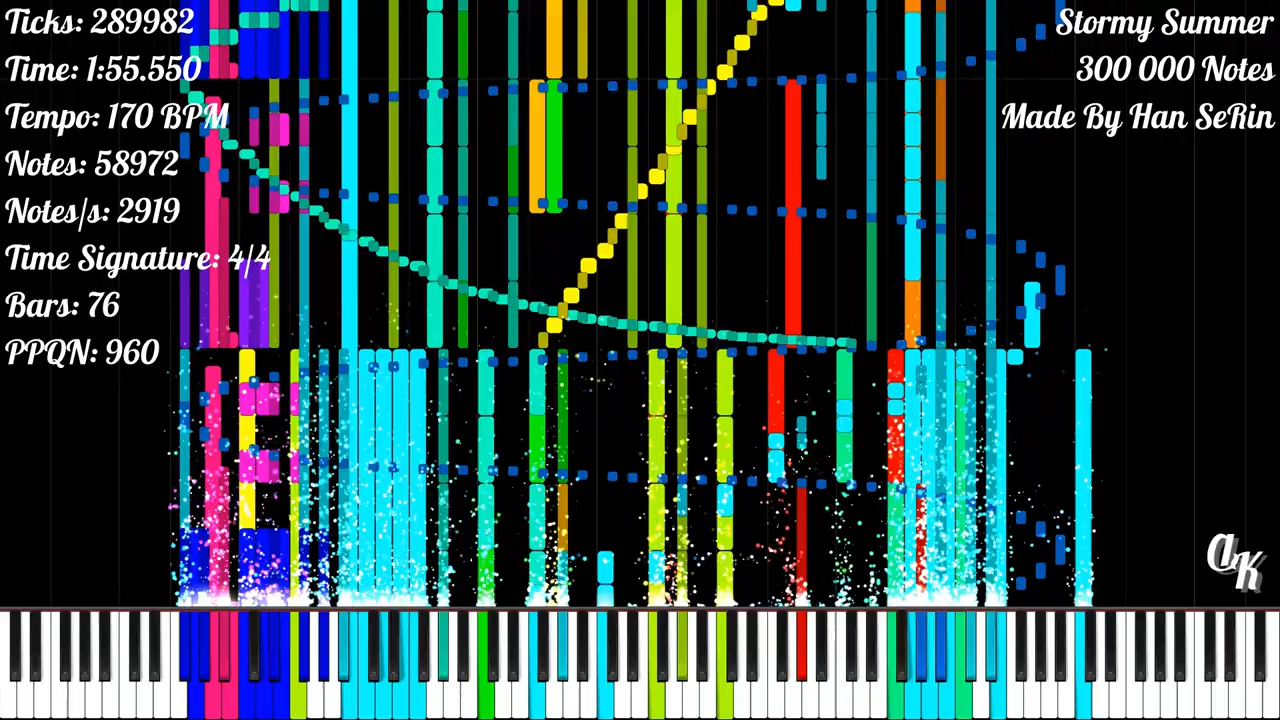 Ticks: 289982
Time: 1:55.550
Tempo: 170 BPM
Notes: 58972
Notes/s: 2919
Time Signature: 4/4
Bars: 76
PPQN: 960
Stormy Summer
300 000 Notes
Made By Han SeRin
AK